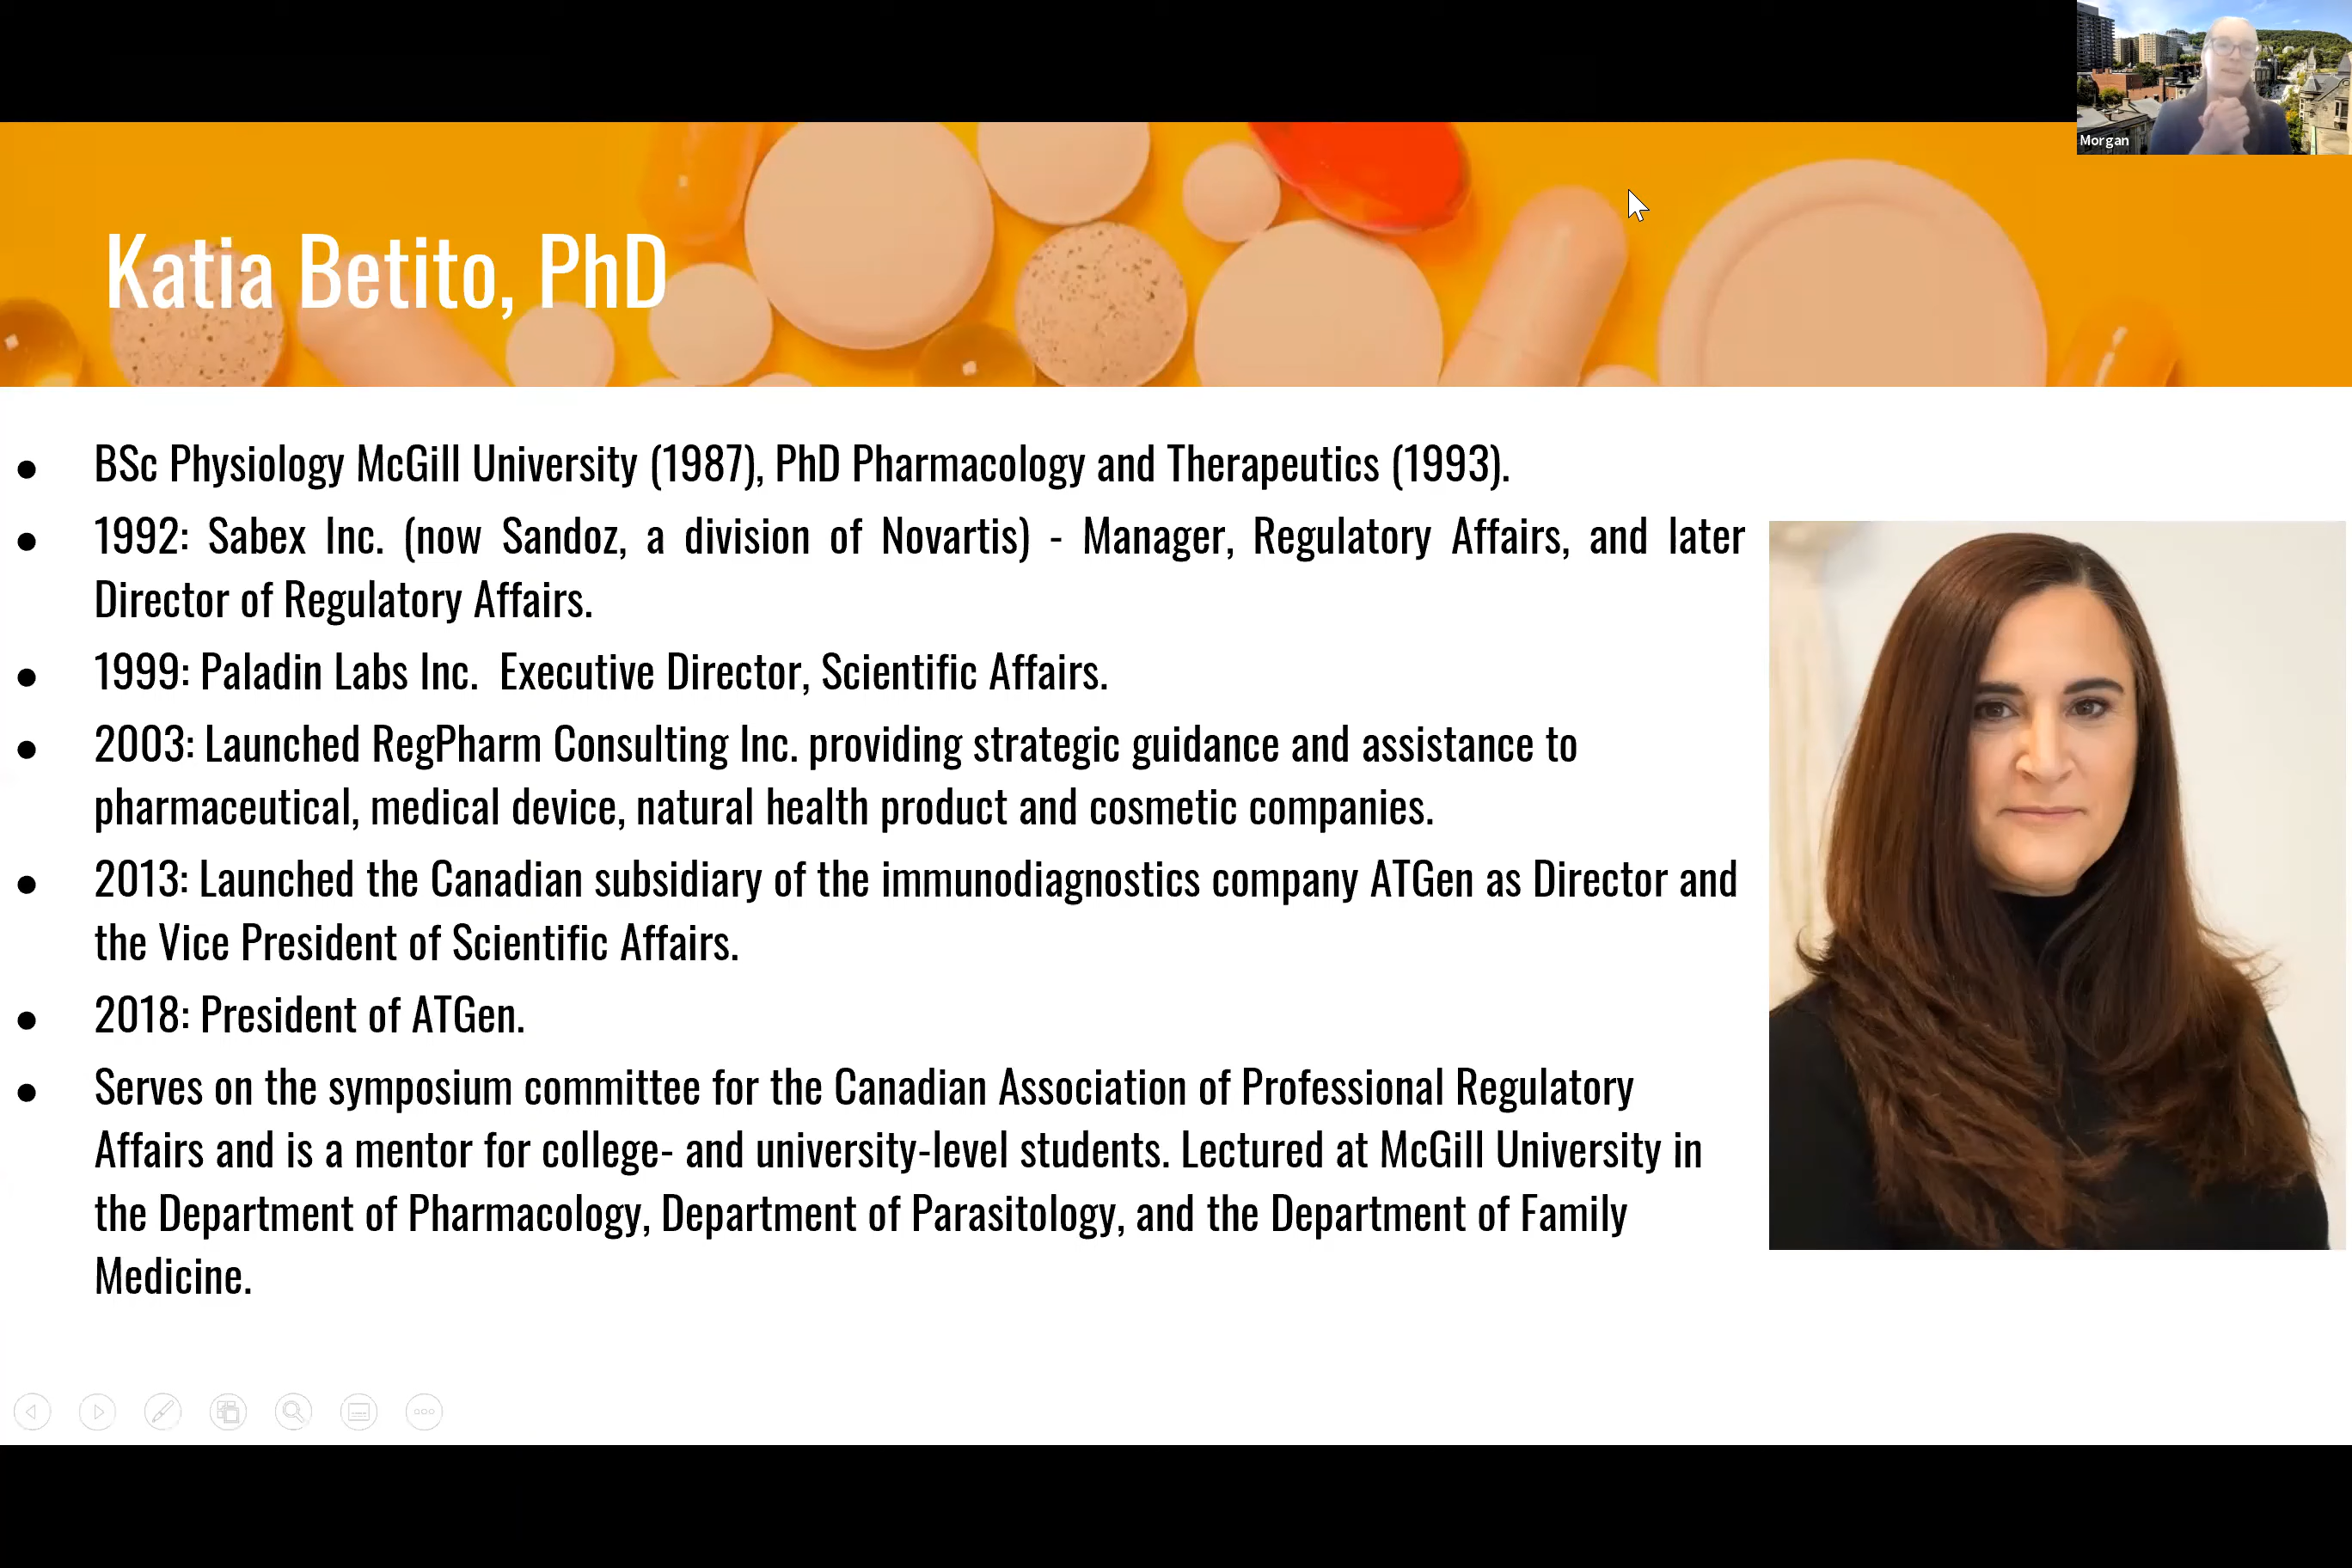 Morgan
Katia Betito, PhD
● BSc Physiology McGill University (1987), PhD Pharmacology and Therapeutics (1993).
● 1992: Sabex Inc. (now Sandoz, a division of Novartis) - Manager, Regulatory Affairs, and later
Director of Regulatory Affairs.
● 1999: Paladin Labs Inc.  Executive Director, Scientific Affairs.
● 2003: Launched RegPharm Consulting Inc. providing strategic guidance and assistance to
pharmaceutical, medical device, natural health product and cosmetic companies.
● 2013: Launched the Canadian subsidiary of the immunodiagnostics company ATGen as Director and
the Vice President of Scientific Affairs.
● 2018: President of ATGen.
● Serves on the symposium committee for the Canadian Association of Professional Regulatory
Affairs and is a mentor for college- and university-level students. Lectured at McGill University in
the Department of Pharmacology, Department of Parasitology, and the Department of Family
Medicine.